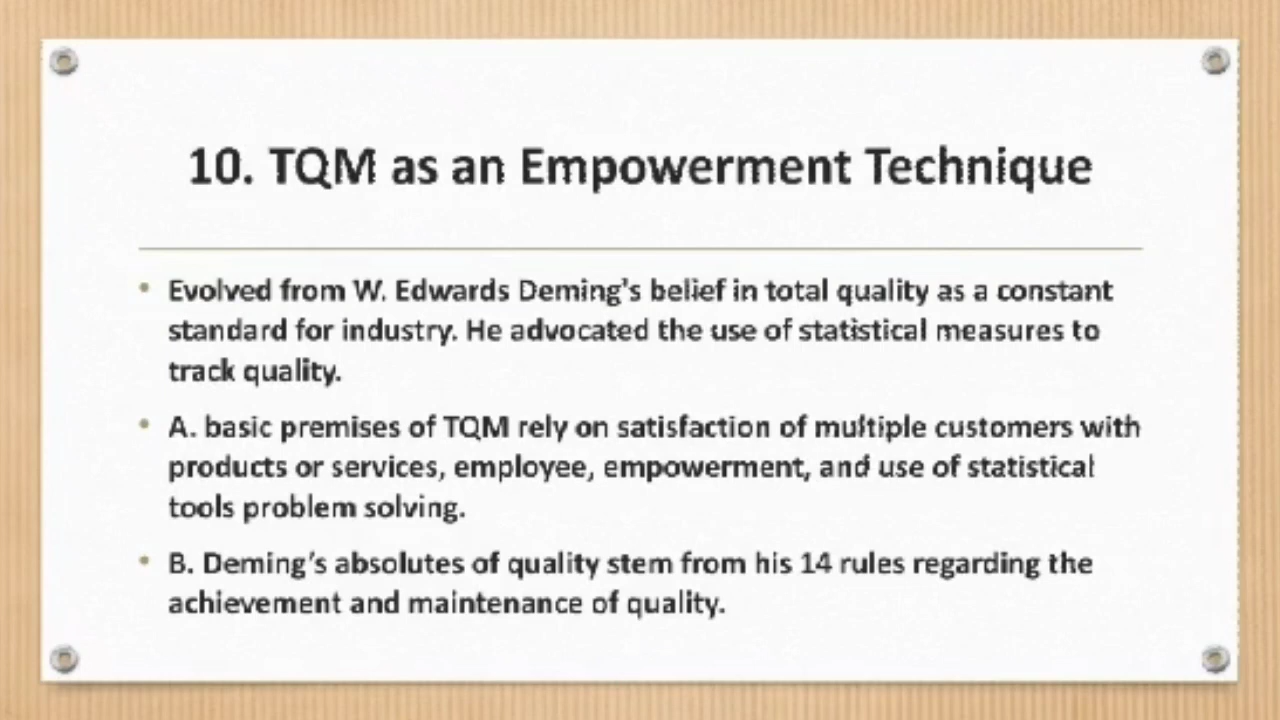 10. TQM as an Empowerment Technique
• Evolved from W. Edwards Deming's belief in total quality as a constant
standard for industry. He advocated the use of statistical measures to
track quality.
• A. basic premises of TQM rely on satisfaction of multiple customers with
products or services, employee, empowerment, and use of statistical
tools problem solving.
• B. Deming's absolutes of quality stem from his 14 rules regarding the
achievement and maintenance of quality.